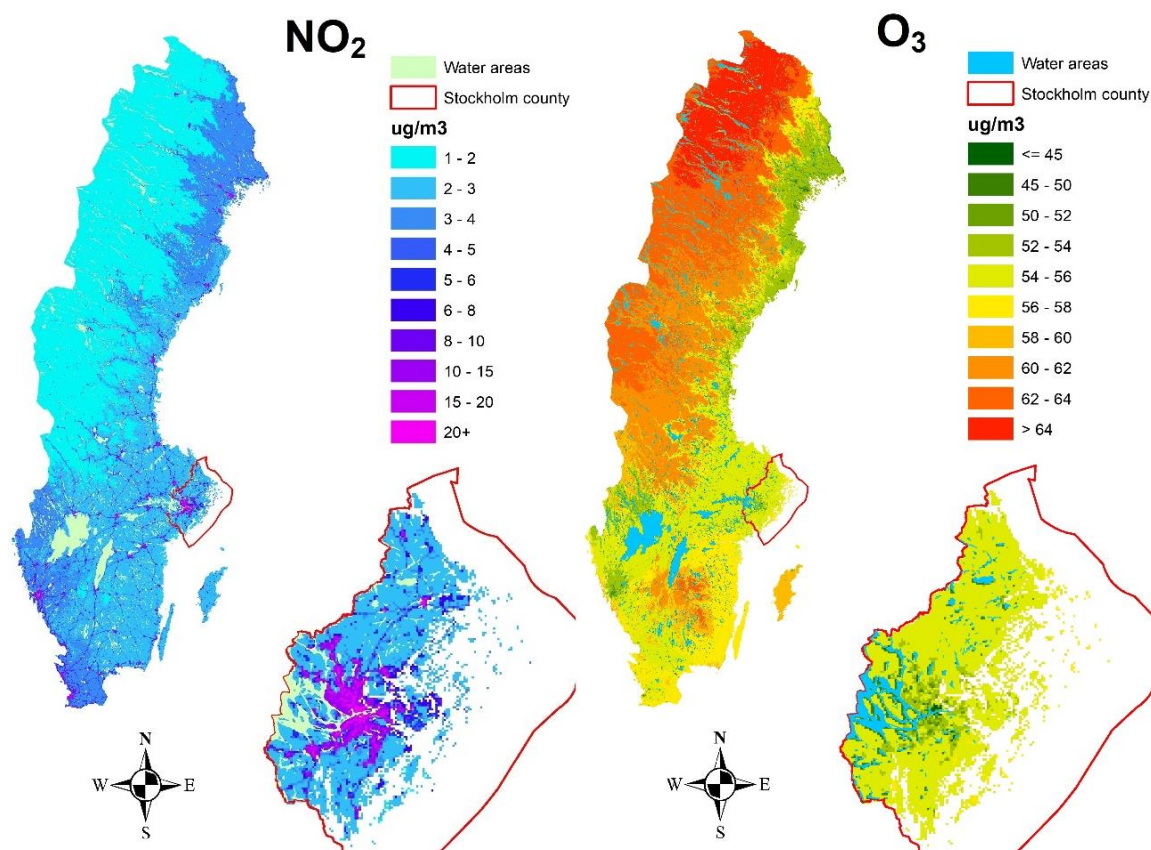 NO₂
Water areas
Stockholm county
ug/m3
1 - 2
2 - 3
3 - 4
4 - 5
5 - 6
6 - 8
8 - 10
10 - 15
15 - 20
20+
N
W E
S
O₃
Water areas
Stockholm county
ug/m3
<= 45
45 - 50
50 - 52
52 - 54
54 - 56
56 - 58
58 - 60
60 - 62
62 - 64
> 64
N
W E
S